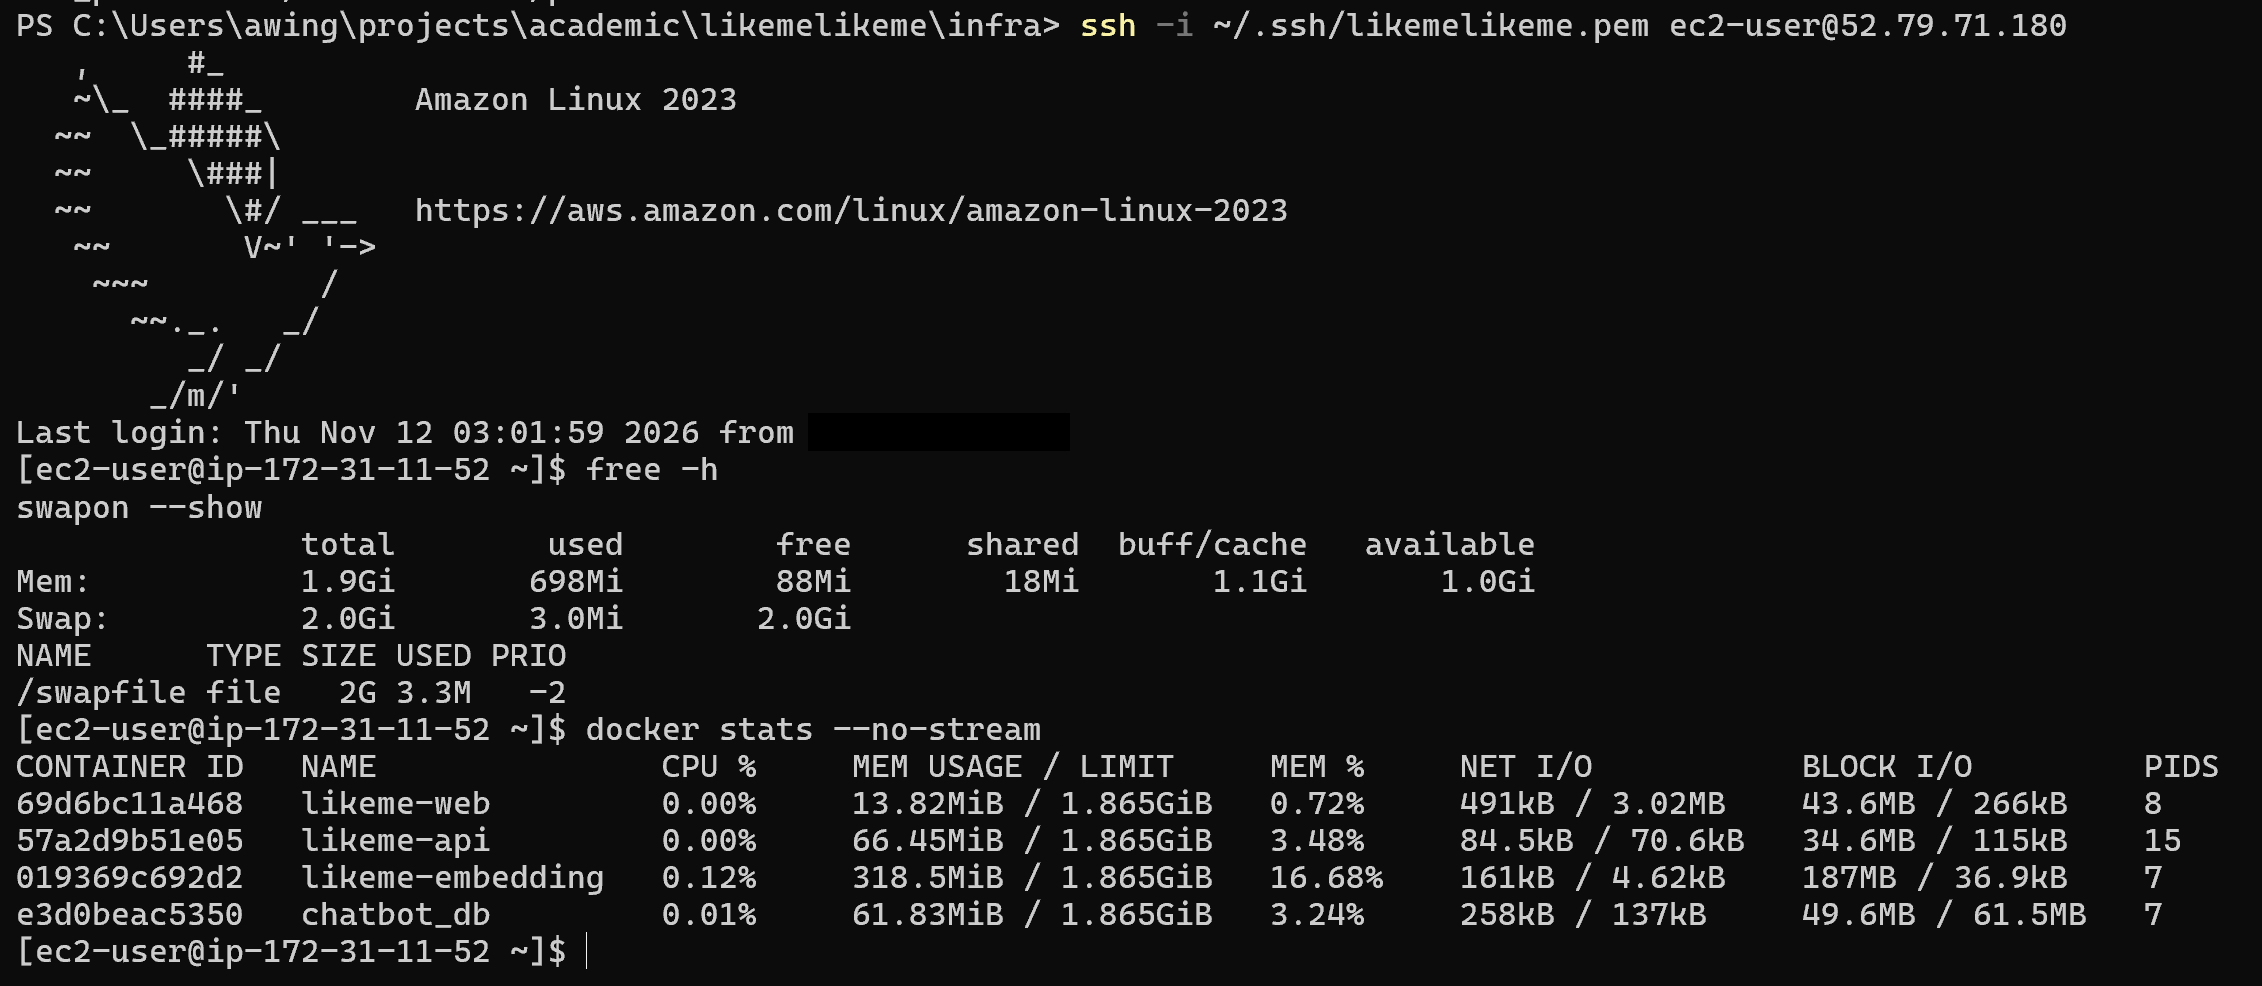 PS C:\Users\awing\projects\academic\likemelikeme\infra> ssh -i ~/.ssh/likemelikeme.pem ec2-user@52.79.71.180
   ,     #_
   ~\_  ####_        Amazon Linux 2023
  ~~  \_#####\
  ~~     \###|
  ~~       \#/ ___   https://aws.amazon.com/linux/amazon-linux-2023
   ~~       V~' '->
    ~~~         /
      ~~._.   _/
         _/ _/
       _/m/'
Last login: Thu Nov 12 03:01:59 2026 from
[ec2-user@ip-172-31-11-52 ~]$ free -h
swapon --show
               total        used        free      shared  buff/cache   available
Mem:           1.9Gi       698Mi        88Mi        18Mi       1.1Gi       1.0Gi
Swap:          2.0Gi       3.0Mi       2.0Gi
NAME      TYPE SIZE USED PRIO
/swapfile file   2G 3.3M   -2
[ec2-user@ip-172-31-11-52 ~]$ docker stats --no-stream
CONTAINER ID   NAME               CPU %     MEM USAGE / LIMIT     MEM %     NET I/O           BLOCK I/O         PIDS
69d6bc11a468   likeme-web         0.00%     13.82MiB / 1.865GiB   0.72%     491kB / 3.02MB    43.6MB / 266kB    8
57a2d9b51e05   likeme-api         0.00%     66.45MiB / 1.865GiB   3.48%     84.5kB / 70.6kB   34.6MB / 115kB    15
019369c692d2   likeme-embedding   0.12%     318.5MiB / 1.865GiB   16.68%    161kB / 4.62kB    187MB / 36.9kB    7
e3d0beac5350   chatbot_db         0.01%     61.83MiB / 1.865GiB   3.24%     258kB / 137kB     49.6MB / 61.5MB   7
[ec2-user@ip-172-31-11-52 ~]$